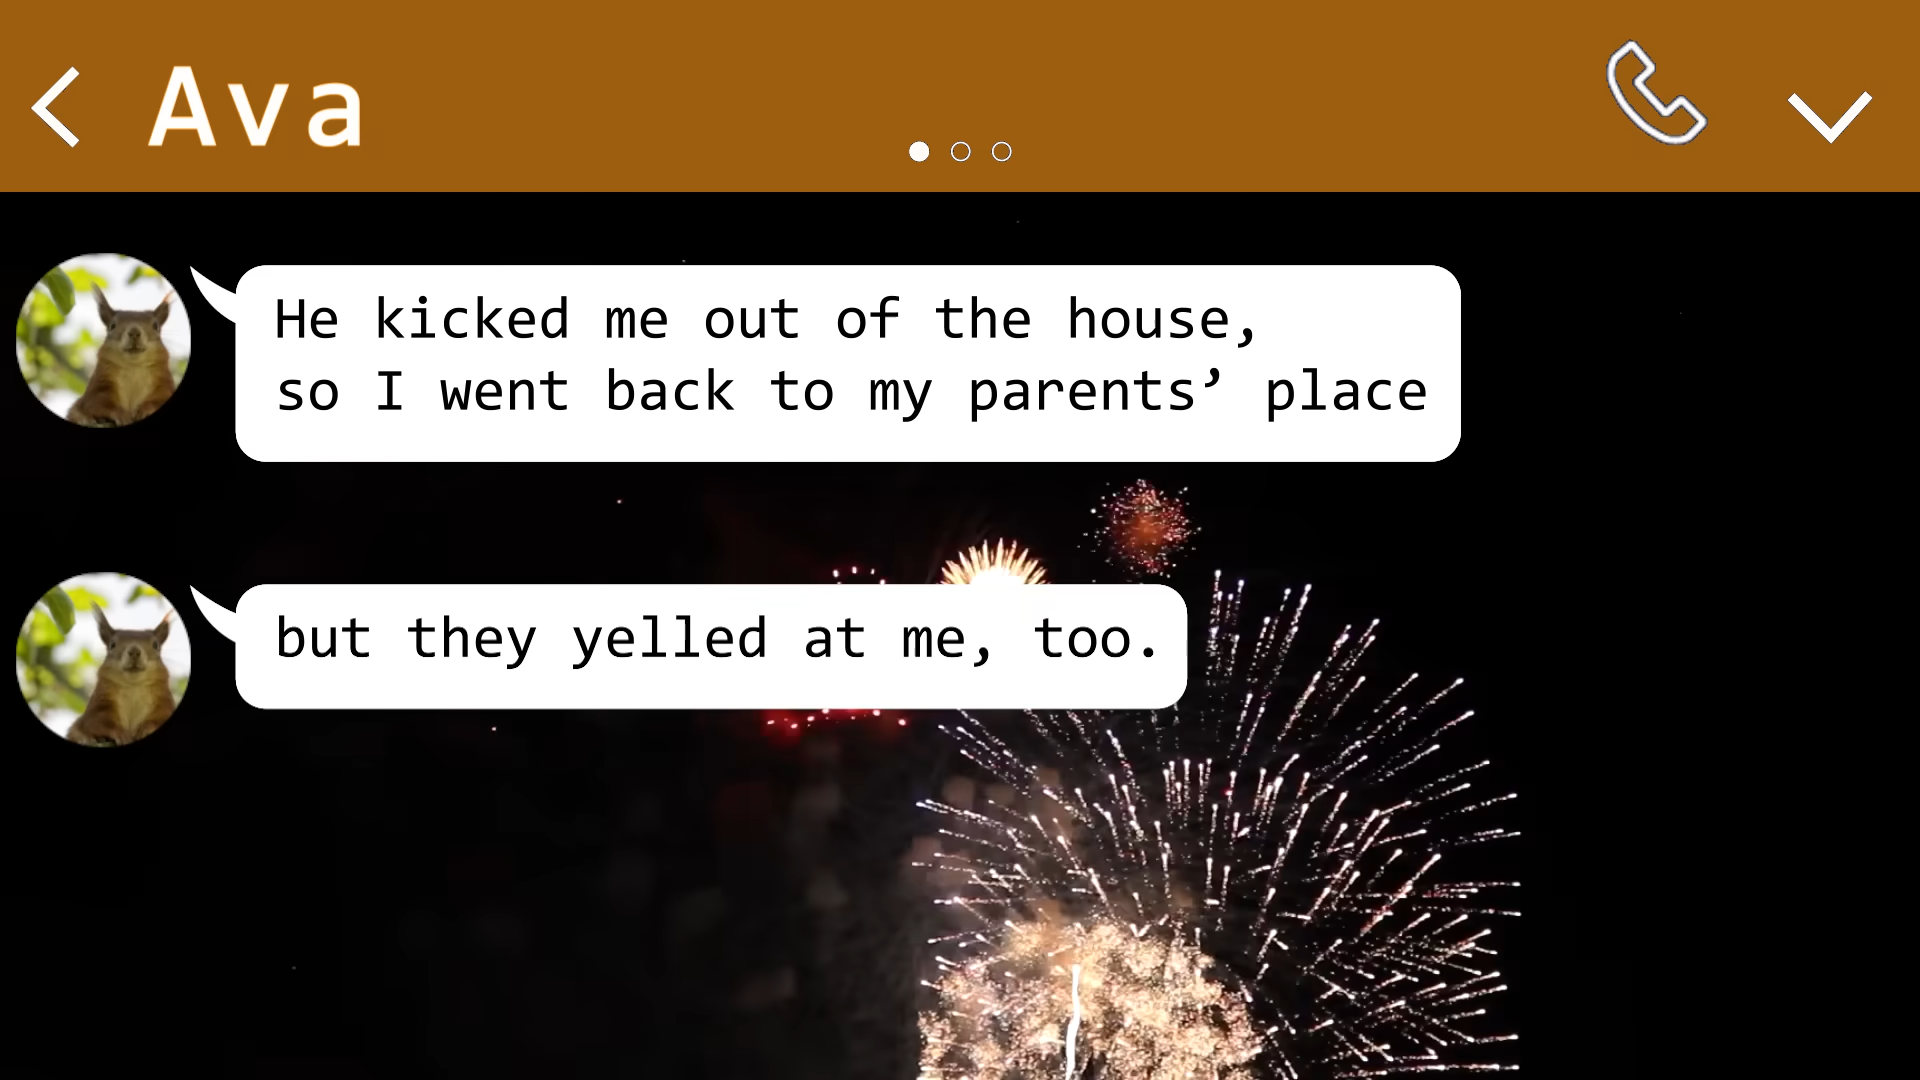 Ava
He kicked me out of the house,
so I went back to my parents’ place
but they yelled at me, too.